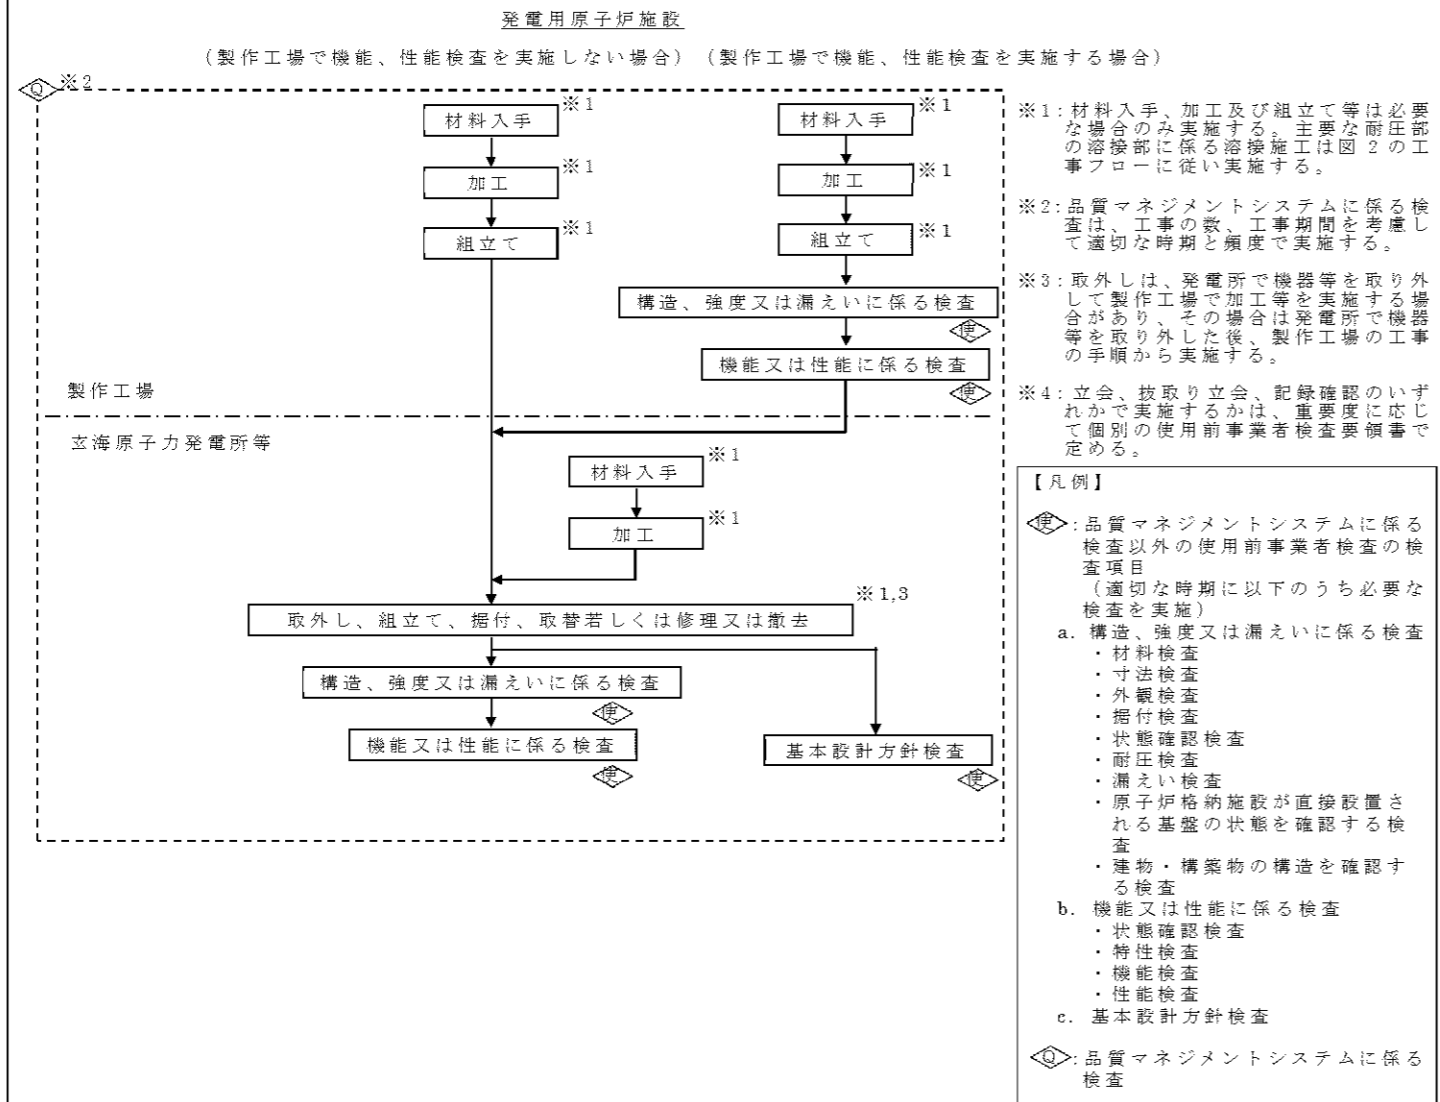 発電用原子炉施設
（製作工場で機能、性能検査を実施しない場合）（製作工場で機能、性能検査を実施する場合）
Q ※2
材料入手 ※1
加工 ※1
組立て ※1
材料入手 ※1
加工 ※1
組立て ※1
構造、強度又は漏えいに係る検査
使
機能又は性能に係る検査
使
製作工場
玄海原子力発電所等
材料入手 ※1
加工 ※1
※1,3
取外し、組立て、据付、取替若しくは修理又は撤去
構造、強度又は漏えいに係る検査
使
機能又は性能に係る検査
使
基本設計方針検査
使
※1：材料入手、加工及び組立て等は必要
な場合のみ実施する。主要な耐圧部
の溶接部に係る溶接施工は図2の工
事フローに従い実施する。
※2：品質マネジメントシステムに係る検
査は、工事の数、工事期間を考慮し
て適切な時期と頻度で実施する。
※3：取外しは、発電所で機器等を取り外
して製作工場で加工等を実施する場
合があり、その場合は発電所で機器
等を取り外した後、製作工場の工事
の手順から実施する。
※4：立会、抜取り立会、記録確認のいず
れかで実施するかは、重要度に応じ
て個別の使用前事業者検査要領書で
定める。
【凡例】
使：品質マネジメントシステムに係る
検査以外の使用前事業者検査の検
査項目
（適切な時期に以下のうち必要な
検査を実施）
a. 構造、強度又は漏えいに係る検査
・材料検査
・寸法検査
・外観検査
・据付検査
・状態確認検査
・耐圧検査
・漏えい検査
・原子炉格納施設が直接設置さ
れる基盤の状態を確認する検
査
・建物・構築物の構造を確認す
る検査
b. 機能又は性能に係る検査
・状態確認検査
・特性検査
・機能検査
・性能検査
c. 基本設計方針検査
Q：品質マネジメントシステムに係る
検査